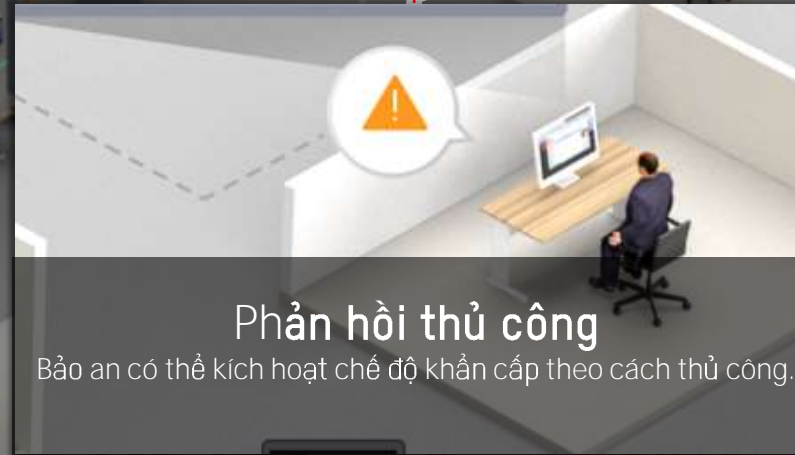 Phản hồi thủ công
Bảo an có thể kích hoạt chế độ khẩn cấp theo cách thủ công.